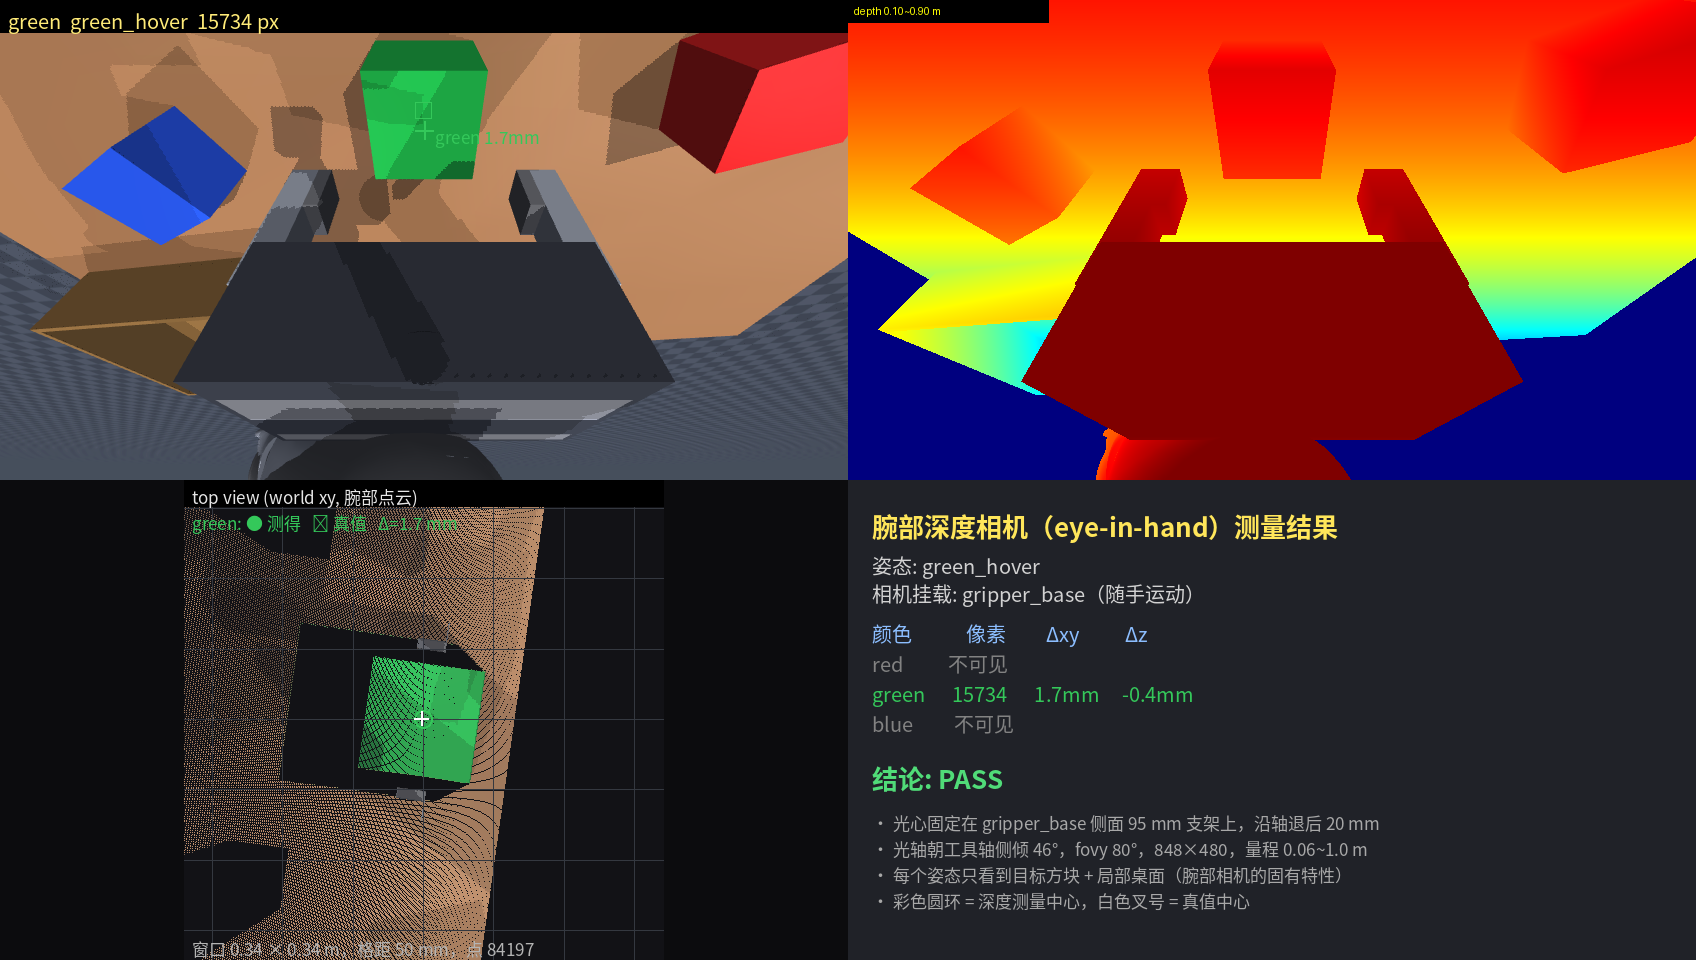 green green_hover 15734 px
green 1.7mm
depth 0.10~0.90 m
top view (world xy, 腕部点云)
green: ● 测得 真值 Δ=1.7 mm
窗口 0.34 × 0.34 m 格距 50 mm 点 84197
腕部深度相机（eye-in-hand）测量结果
姿态: green_hover
相机挂载: gripper_base（随手运动）
颜色 像素 Δxy Δz
red 不可见
green 15734 1.7mm -0.4mm
blue 不可见
结论: PASS
· 光心固定在 gripper_base 侧面 95 mm 支架上，沿轴退后 20 mm
· 光轴朝工具轴侧倾 46°，fovy 80°，848×480，量程 0.06~1.0 m
· 每个姿态只看到目标方块 + 局部桌面（腕部相机的固有特性）
· 彩色圆环 = 深度测量中心，白色叉号 = 真值中心